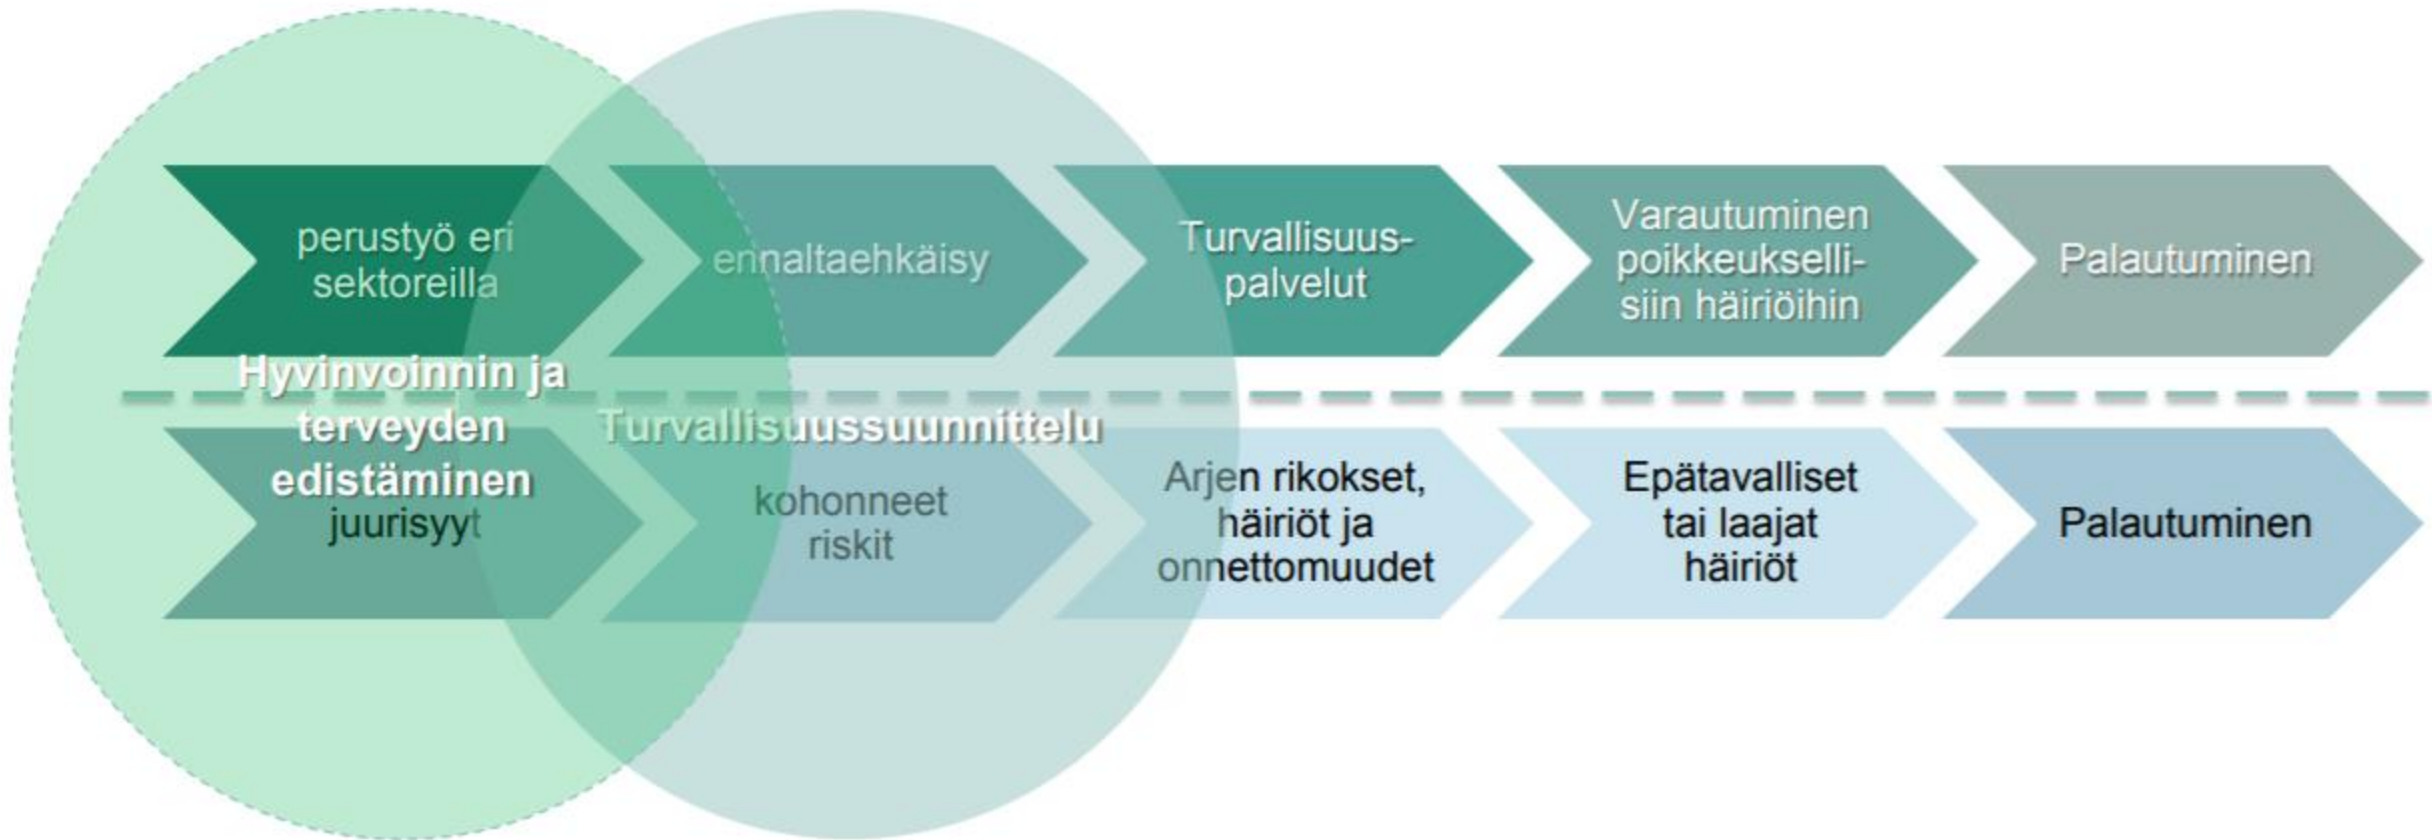 perustyö eri
sektoreilla
ennaltaehkäisy
Turvallisuus-
palvelut
Varautuminen
poikkeukselli-
siin häiriöihin
Palautuminen
Hyvinvoinnin ja
terveyden
edistäminen
Turvallisuussuunnittelu
juurisyyt
kohonneet
riskit
Arjen rikokset,
häiriöt ja
onnettomuudet
Epätavalliset
tai laajat
häiriöt
Palautuminen